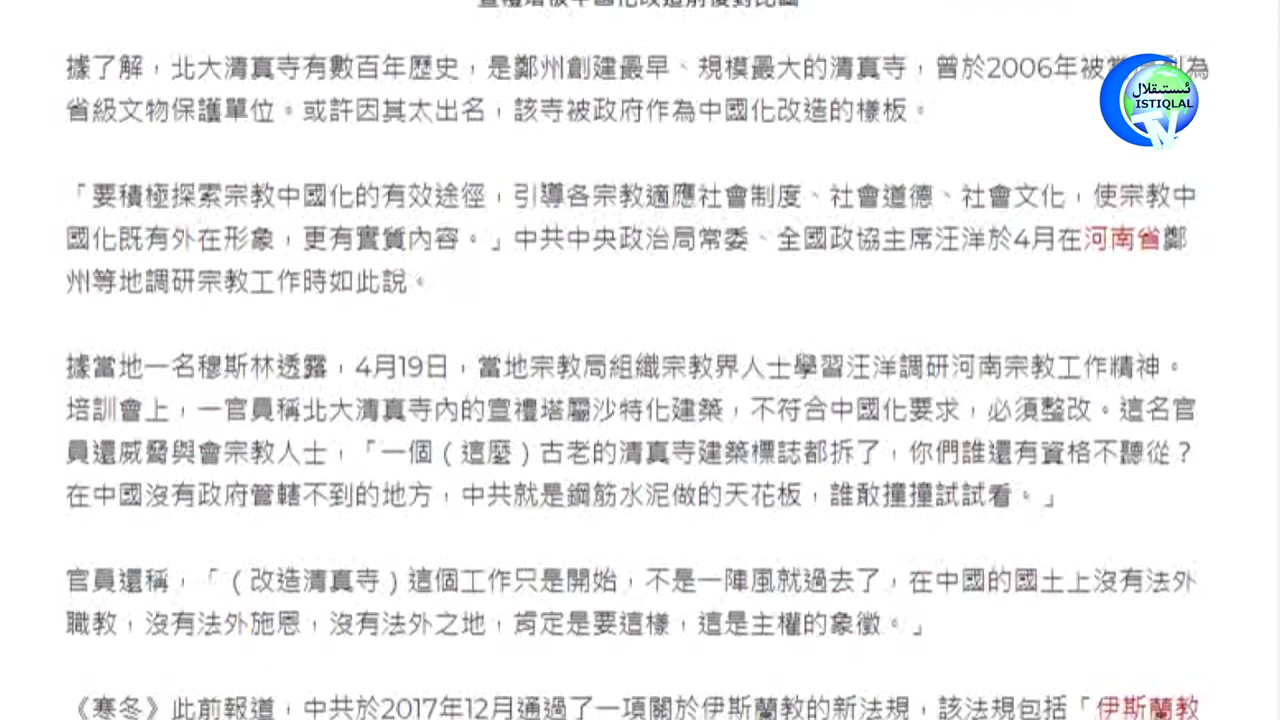 宣禮塔被中國化改造前後對比圖
據了解，北大清真寺有數百年歷史，是鄭州創建最早、規模最大的清真寺，曾於2006年被當 列為
省級文物保護單位。或許因其太出名，該寺被政府作為中國化改造的樣板。
「要積極探索宗教中國化的有效途徑，引導各宗教適應社會制度、社會道德、社會文化，使宗教中
國化既有外在形象，更有實質內容。」中共中央政治局常委、全國政協主席汪洋於4月在河南省鄭
州等地調研宗教工作時如此說。
據當地一名穆斯林透露，4月19日，當地宗教局組織宗教界人士學習汪洋調研河南宗教工作精神。
培訓會上，一官員稱北大清真寺內的宣禮塔屬沙特化建築，不符合中國化要求，必須整改。這名官
員還威脅與會宗教人士，「一個（這麼）古老的清真寺建築標誌都拆了，你們誰還有資格不聽從？
在中國沒有政府管轄不到的地方，中共就是鋼筋水泥做的天花板，誰敢撞撞試試看。」
官員還稱，「（改造清真寺）這個工作只是開始，不是一陣風就過去了，在中國的國土上沒有法外
職教，沒有法外施恩，沒有法外之地，肯定是要這樣，這是主權的象徵。」
《寒冬》此前報道，中共於2017年12月通過了一項關於伊斯蘭教的新法規，該法規包括「伊斯蘭教
ئىستىقلال
ISTIQLAL
TV